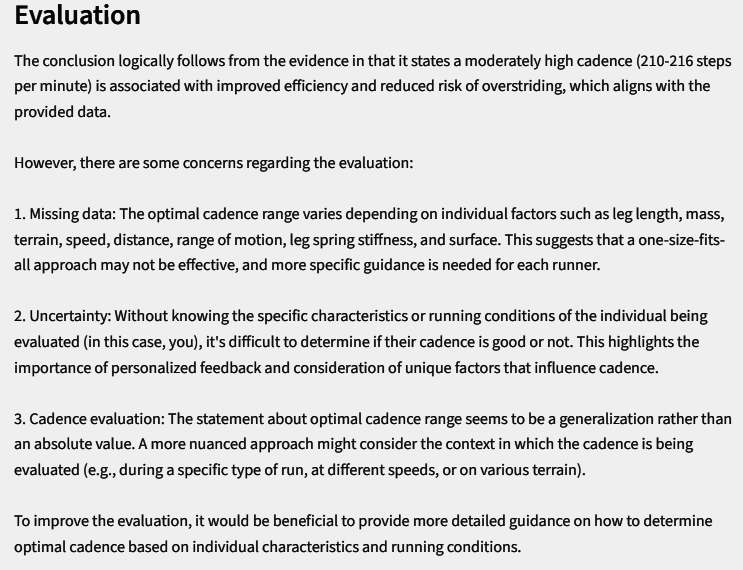 Evaluation
The conclusion logically follows from the evidence in that it states a moderately high cadence (210-216 steps
per minute) is associated with improved efficiency and reduced risk of overstriding, which aligns with the
provided data.
However, there are some concerns regarding the evaluation:
1. Missing data: The optimal cadence range varies depending on individual factors such as leg length, mass,
terrain, speed, distance, range of motion, leg spring stiffness, and surface. This suggests that a one-size-fits-
all approach may not be effective, and more specific guidance is needed for each runner.
2. Uncertainty: Without knowing the specific characteristics or running conditions of the individual being
evaluated (in this case, you), it's difficult to determine if their cadence is good or not. This highlights the
importance of personalized feedback and consideration of unique factors that influence cadence.
3. Cadence evaluation: The statement about optimal cadence range seems to be a generalization rather than
an absolute value. A more nuanced approach might consider the context in which the cadence is being
evaluated (e.g., during a specific type of run, at different speeds, or on various terrain).
To improve the evaluation, it would be beneficial to provide more detailed guidance on how to determine
optimal cadence based on individual characteristics and running conditions.